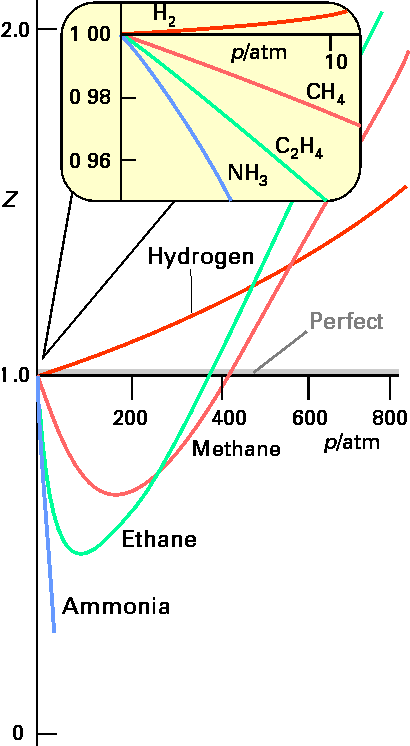 2.0
H₂
1 00
p/atm
10
0 98
CH₄
C₂H₄
0 96
NH₃
Z
Hydrogen
Perfect
1.0
200
400
600
800
Methane
p/atm
Ethane
Ammonia
0